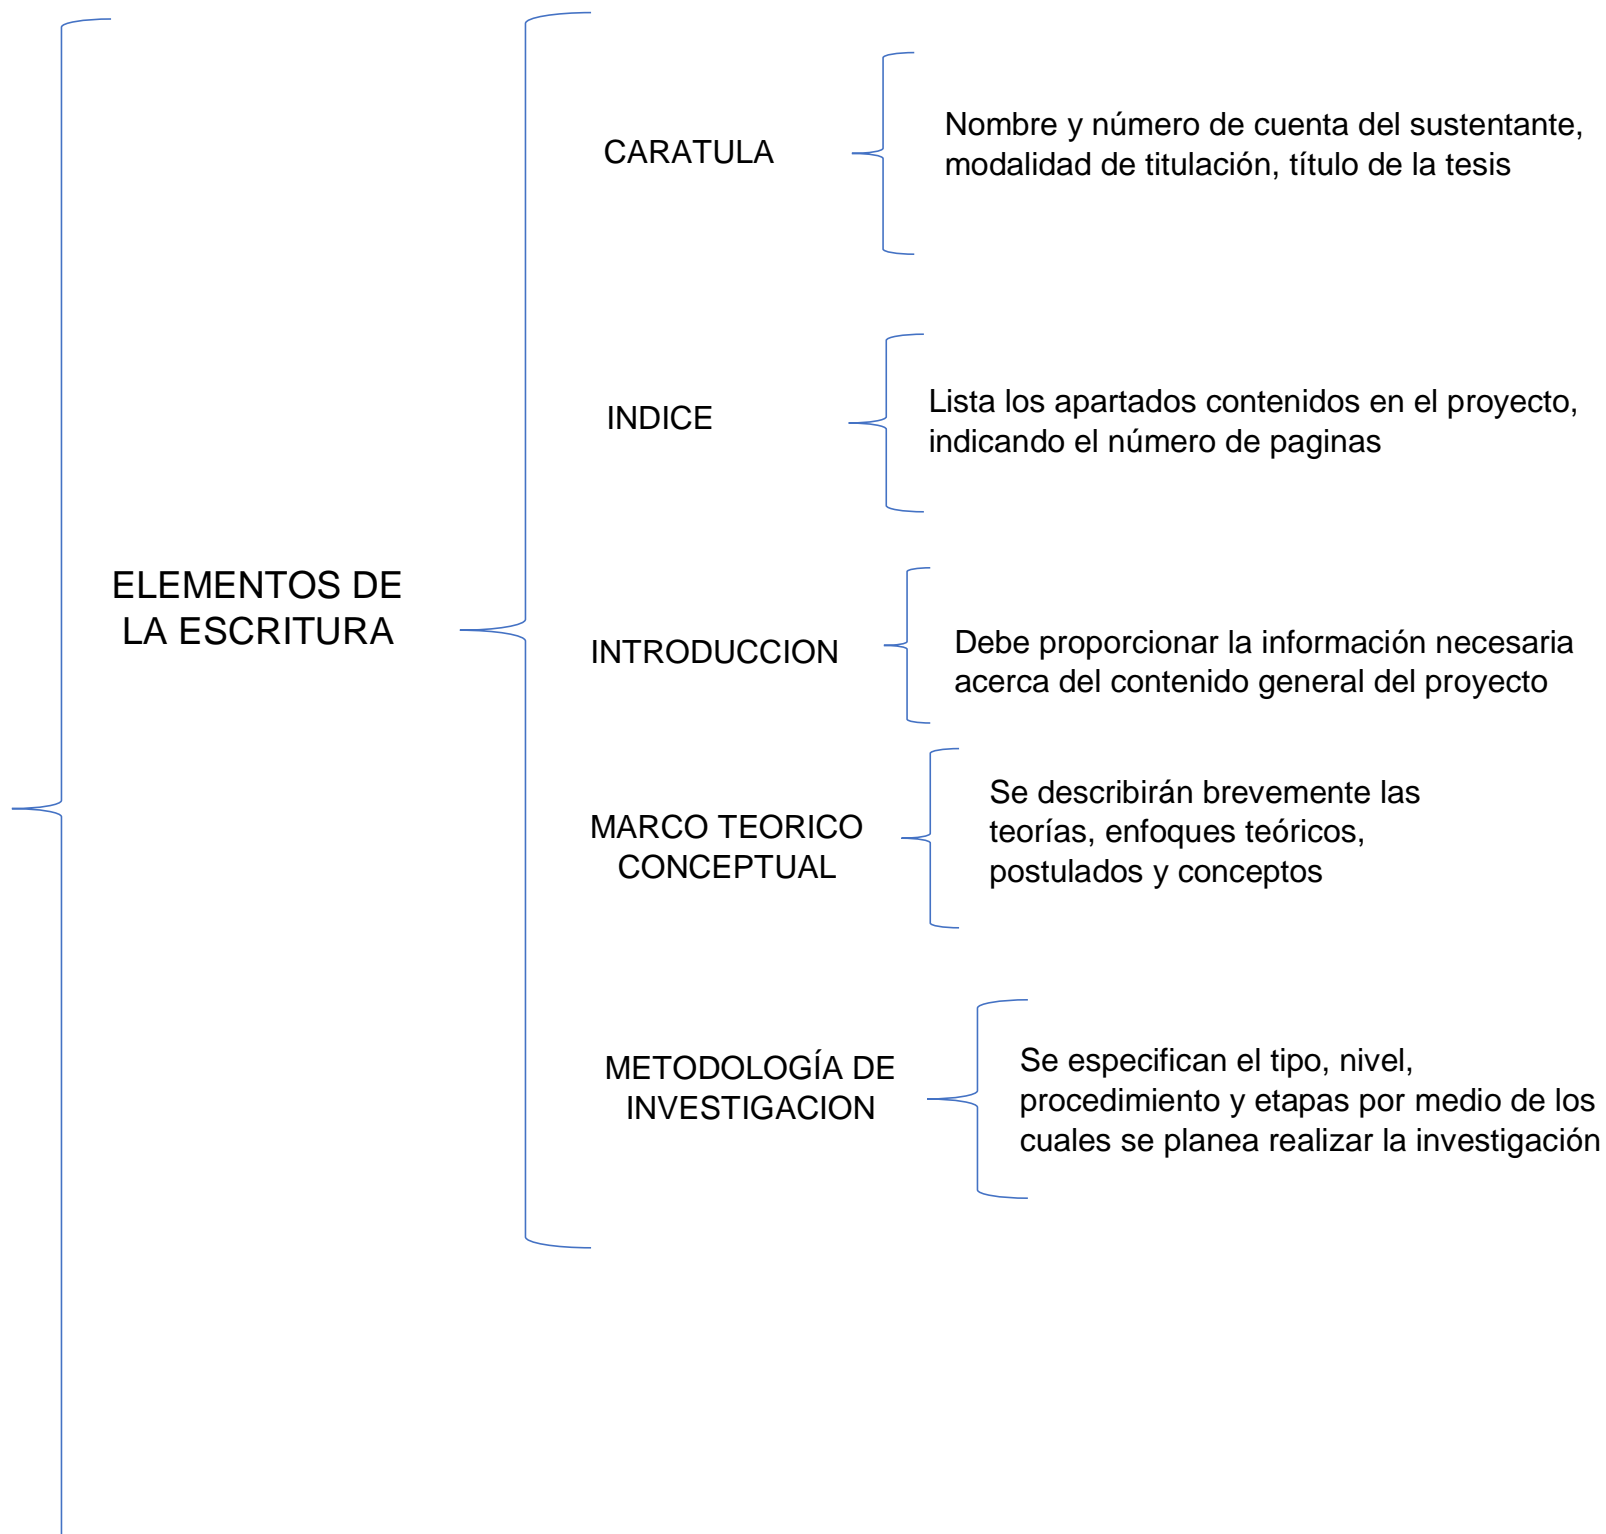 ELEMENTOS DE
LA ESCRITURA
CARATULA
Nombre y número de cuenta del sustentante,
modalidad de titulación, título de la tesis
INDICE
Lista los apartados contenidos en el proyecto,
indicando el número de paginas
INTRODUCCION
Debe proporcionar la información necesaria
acerca del contenido general del proyecto
MARCO TEORICO
CONCEPTUAL
Se describirán brevemente las
teorías, enfoques teóricos,
postulados y conceptos
METODOLOGÍA DE
INVESTIGACION
Se especifican el tipo, nivel,
procedimiento y etapas por medio de los
cuales se planea realizar la investigación